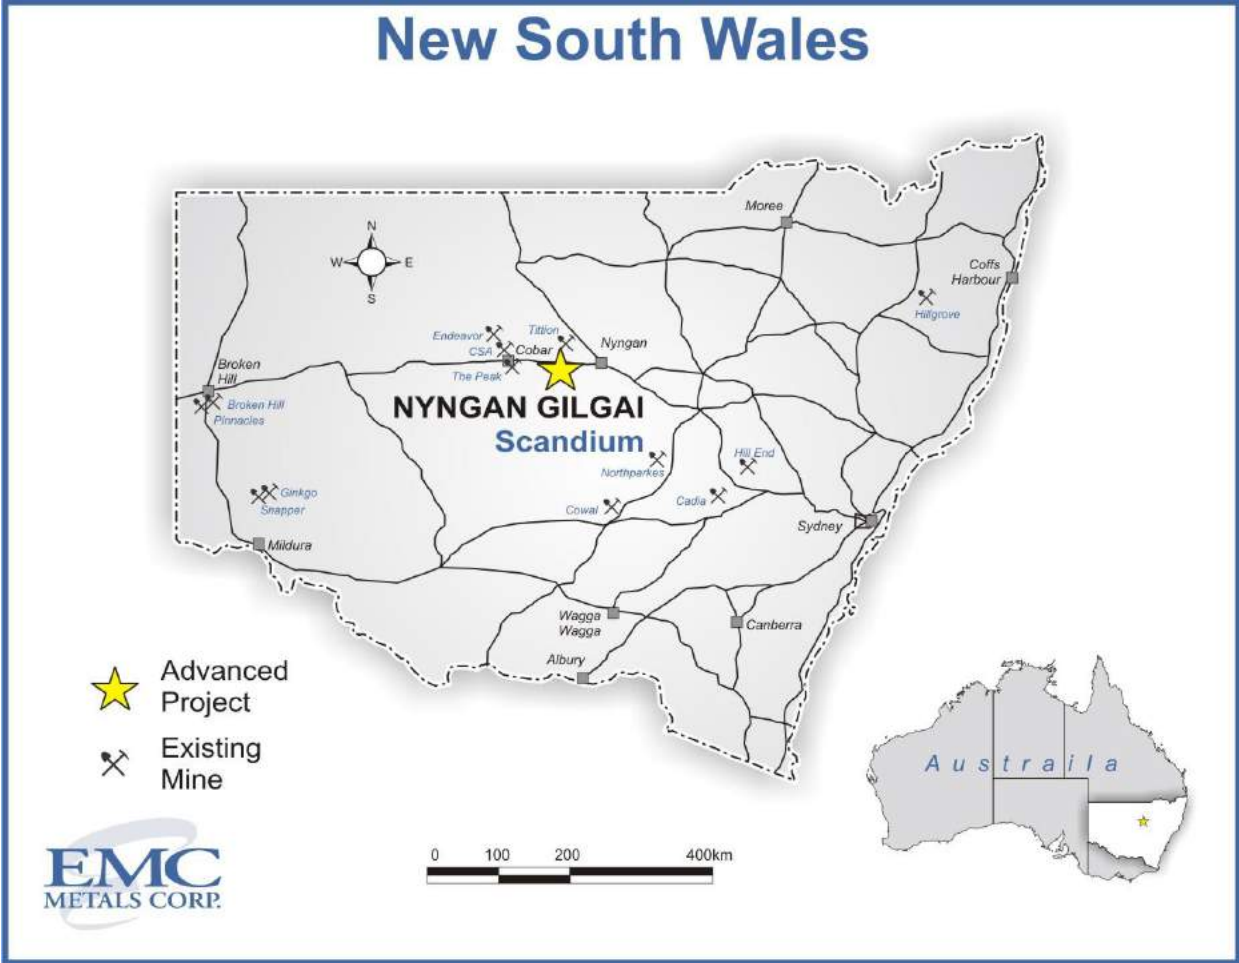 New South Wales
Moree
N
W
E
S
Coffs
Harbour
Hillgrove
Endeavor
Tittion
CSA
Cobar
Nyngan
The Peak
Broken
Hill
Broken Hill
Pinnacles
NYNGAN GILGAI
Scandium
Northparkes
Hill End
Ginkgo
Snapper
Cowal
Cadia
Sydney
Mildura
Wagga
Wagga
Canberra
Albury
Advanced
Project
Existing
Mine
Austraila
EMC
METALS CORP.
0 100 200 400km